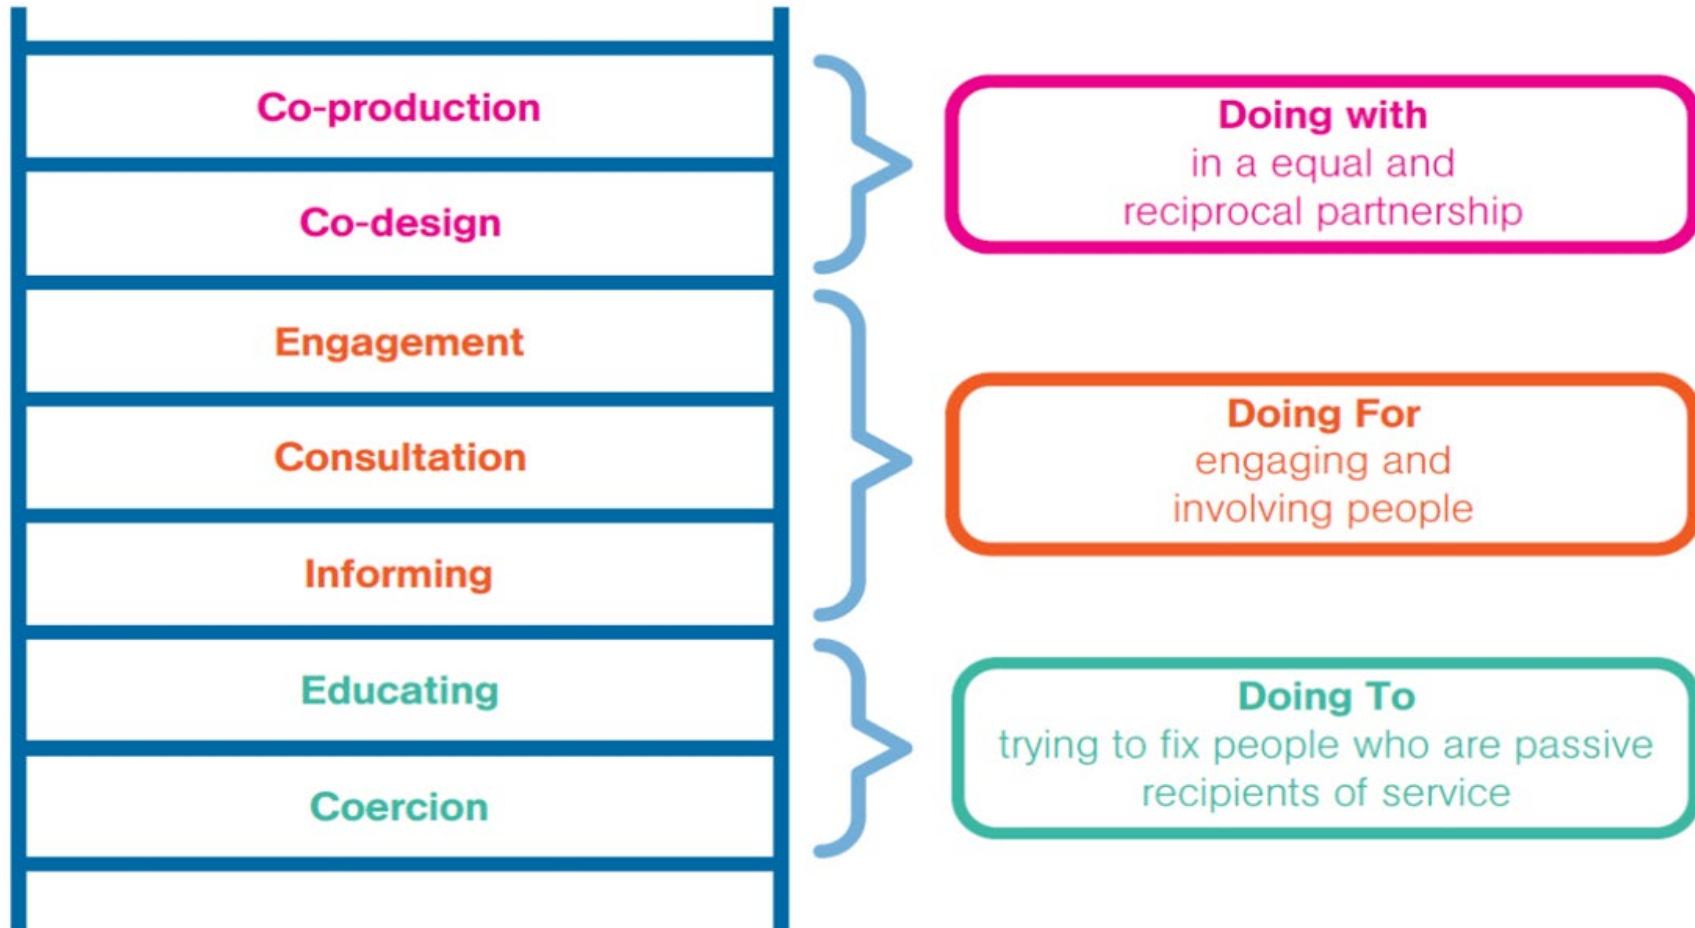 Co-production
Co-design
Engagement
Consultation
Informing
Educating
Coercion
Doing with
in a equal and
reciprocal partnership
Doing For
engaging and
involving people
Doing To
trying to fix people who are passive
recipients of service